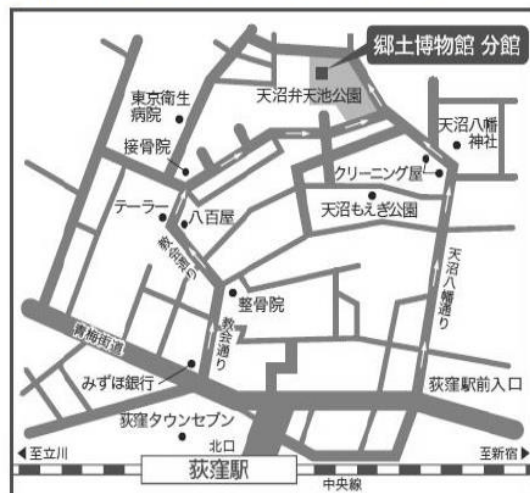 郷土博物館 分館
天沼弁天池公園
東京衛生
病院
天沼八幡
神社
接骨院
クリーニング屋
テーラー
八百屋
天沼もえぎ公園
教会通り
天沼八幡通り
整骨院
教会通り
青梅街道
みずほ銀行
荻窪駅前入口
荻窪タウンセブン
北口
至立川
至新宿
荻窪駅
中央線